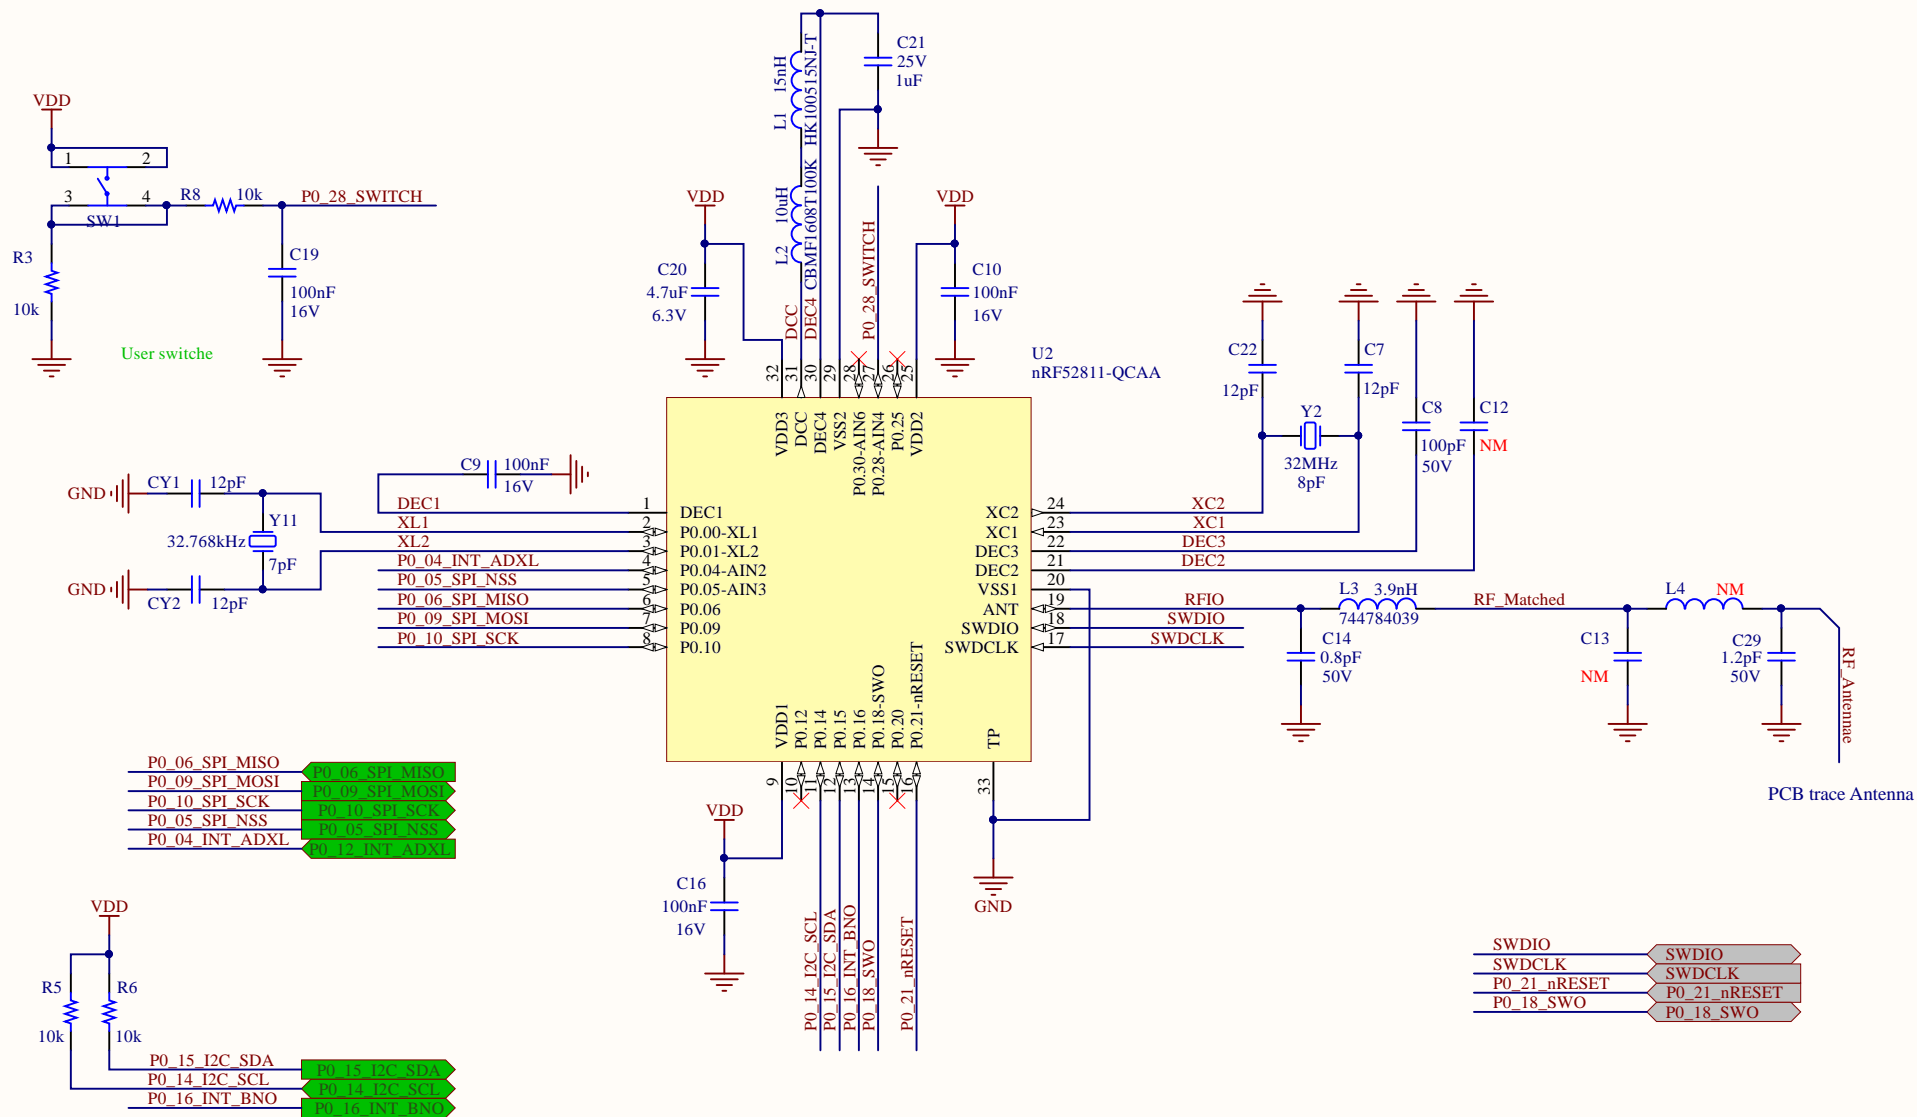 VDD
1
2
3
4
SW1
R8
10k
P0_28_SWITCH
R3
10k
C19
100nF
16V
User switche
L1
15nH
HK100515NJ-T
L2
10uH
CBMF1608T100K
C21
25V
1uF
VDD
C20
4.7uF
6.3V
DCC
DEC4
P0_28_SWITCH
VDD
C10
100nF
16V
U2
nRF52811-QCAA
32
31
30
29
28
27
26
25
VDD3
DCC
DEC4
VSS2
P0.30-AIN6
P0.28-AIN4
P0.25
VDD2
C22
12pF
C7
12pF
Y2
32MHz
8pF
C8
100pF
50V
C12
NM
GND
CY1
12pF
Y11
32.768kHz
7pF
GND
CY2
12pF
C9
100nF
16V
DEC1
1
DEC1
XL1
2
P0.00-XL1
XL2
3
P0.01-XL2
P0_04_INT_ADXL
4
P0.04-AIN2
P0_05_SPI_NSS
5
P0.05-AIN3
P0_06_SPI_MISO
6
P0.06
P0_09_SPI_MOSI
7
P0.09
P0_10_SPI_SCK
8
P0.10
XC2
24
XC2
XC1
23
XC1
DEC3
22
DEC3
DEC2
21
DEC2
VSS1
20
ANT
19
RFIO
SWDIO
18
SWDIO
SWDCLK
17
SWDCLK
L3
3.9nH
744784039
RF_Matched
L4
NM
C14
0.8pF
50V
C13
NM
C29
1.2pF
50V
RF_Antennae
PCB trace Antenna
VDD1
P0.12
P0.14
P0.15
P0.16
P0.18-SWO
P0.20
P0.21-nRESET
TP
9
10
11
12
13
14
15
16
33
VDD
C16
100nF
16V
P0_14_I2C_SCL
P0_15_I2C_SDA
P0_16_INT_BNO
P0_18_SWO
P0_21_nRESET
GND
P0_06_SPI_MISO
P0_06_SPI_MISO
P0_09_SPI_MOSI
P0_09_SPI_MOSI
P0_10_SPI_SCK
P0_10_SPI_SCK
P0_05_SPI_NSS
P0_05_SPI_NSS
P0_04_INT_ADXL
P0_12_INT_ADXL
VDD
R5
10k
R6
10k
P0_15_I2C_SDA
P0_15_I2C_SDA
P0_14_I2C_SCL
P0_14_I2C_SCL
P0_16_INT_BNO
P0_16_INT_BNO
SWDIO
SWDIO
SWDCLK
SWDCLK
P0_21_nRESET
P0_21_nRESET
P0_18_SWO
P0_18_SWO